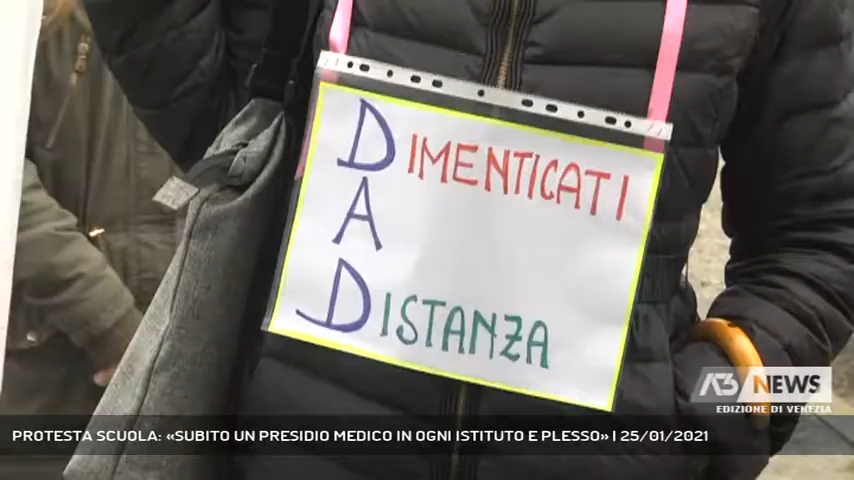 DIMENTICATI
A
DISTANZA
A3 NEWS
EDIZIONE DI VENEZIA
PROTESTA SCUOLA: «SUBITO UN PRESIDIO MEDICO IN OGNI ISTITUTO E PLESSO» | 25/01/2021